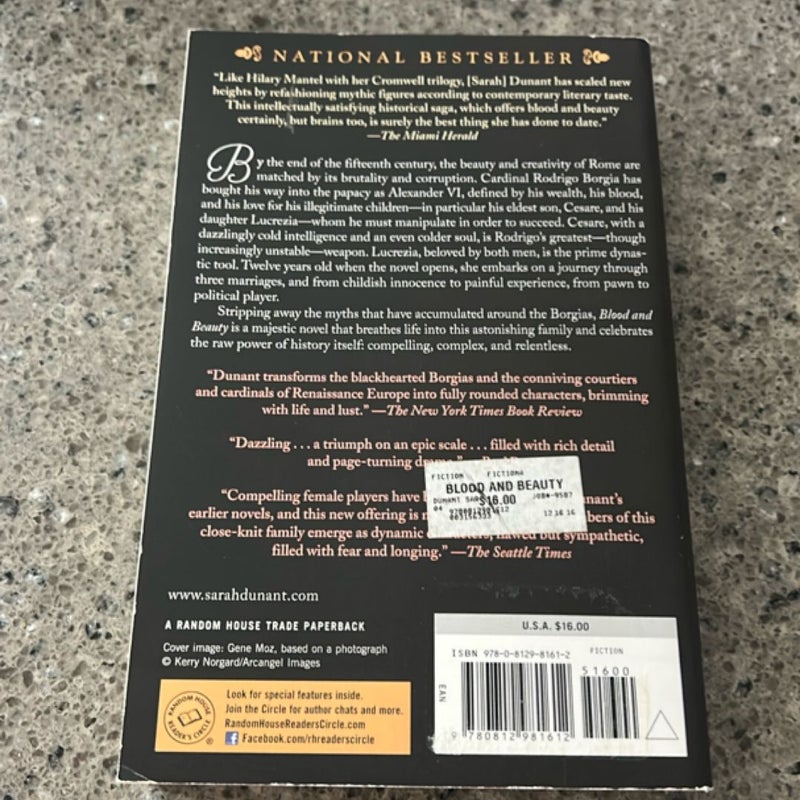 NATIONAL BESTSELLER
"Like Hilary Mantel with her Cromwell trilogy, [Sarah] Dunant has scaled new
heights by refashioning mythic figures according to contemporary literary taste.
This intellectually satisfying historical saga, which offers blood and beauty
certainly, but brains too, is surely the best thing she has done to date."
—The Miami Herald
By the end of the fifteenth century, the beauty and creativity of Rome are
matched by its brutality and corruption. Cardinal Rodrigo Borgia has
bought his way into the papacy as Alexander VI, defined by his wealth, his blood,
and his love for his illegitimate children—in particular his eldest son, Cesare, and his
daughter Lucrezia—whom he must manipulate in order to succeed. Cesare, with a
dazzlingly cold intelligence and an even colder soul, is Rodrigo's greatest—though
increasingly unstable—weapon. Lucrezia, beloved by both men, is the prime dynas-
tic tool. Twelve years old when the novel opens, she embarks on a journey through
three marriages, and from childish innocence to painful experience, from pawn to
political player.
Stripping away the myths that have accumulated around the Borgias, Blood and
Beauty is a majestic novel that breathes life into this astonishing family and celebrates
the raw power of history itself: compelling, complex, and relentless.
"Dunant transforms the blackhearted Borgias and the conniving courtiers
and cardinals of Renaissance Europe into fully rounded characters, brimming
with life and lust." —The New York Times Book Review
"Dazzling . . . a triumph on an epic scale . . . filled with rich detail
and page-turning
FICTION FICTIONA
BLOOD AND BEAUTY
DUNANT SAR $16.00 JOB#-9587
04 12 16 16
"Compelling female players have
earlier novels, and this new offering is
close-knit family emerge as dynamic flawed but sympathetic,
filled with fear and longing." —The Seattle Times
www.sarahdunant.com
A RANDOM HOUSE TRADE PAPERBACK
Cover image: Gene Moz, based on a photograph
© Kerry Norgard/Arcangel Images
RANDOM HOUSE READER'S CIRCLE ®
Look for special features inside.
Join the Circle for author chats and more.
RandomHouseReadersCircle.com
Facebook.com/rhreaderscircle
U.S.A. $16.00
ISBN 978-0-8129-8161-2 FICTION
51600
EAN
9 780812 981612